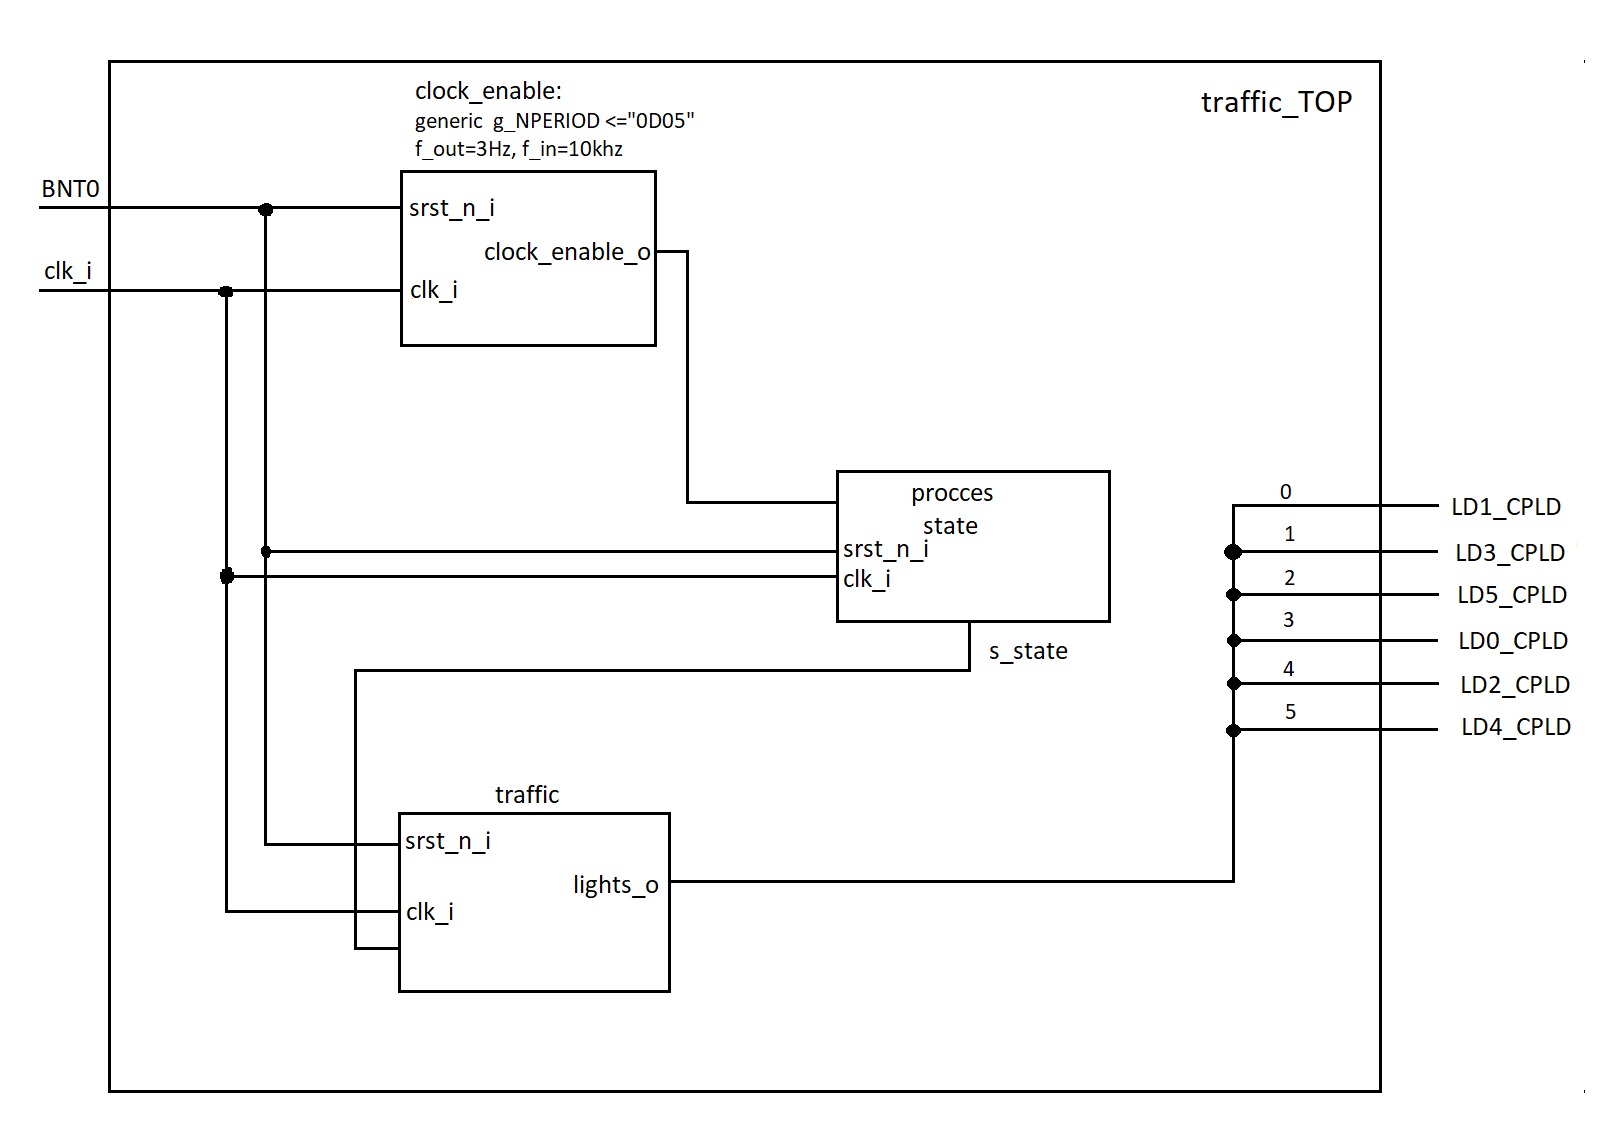 clock_enable:
generic g_NPERIOD <="0D05"
f_out=3Hz, f_in=10khz
traffic_TOP
BNT0
srst_n_i
clock_enable_o
clk_i
clk_i
procces
state
srst_n_i
clk_i
s_state
0
LD1_CPLD
1
LD3_CPLD
2
LD5_CPLD
3
LD0_CPLD
4
LD2_CPLD
5
LD4_CPLD
traffic
srst_n_i
lights_o
clk_i